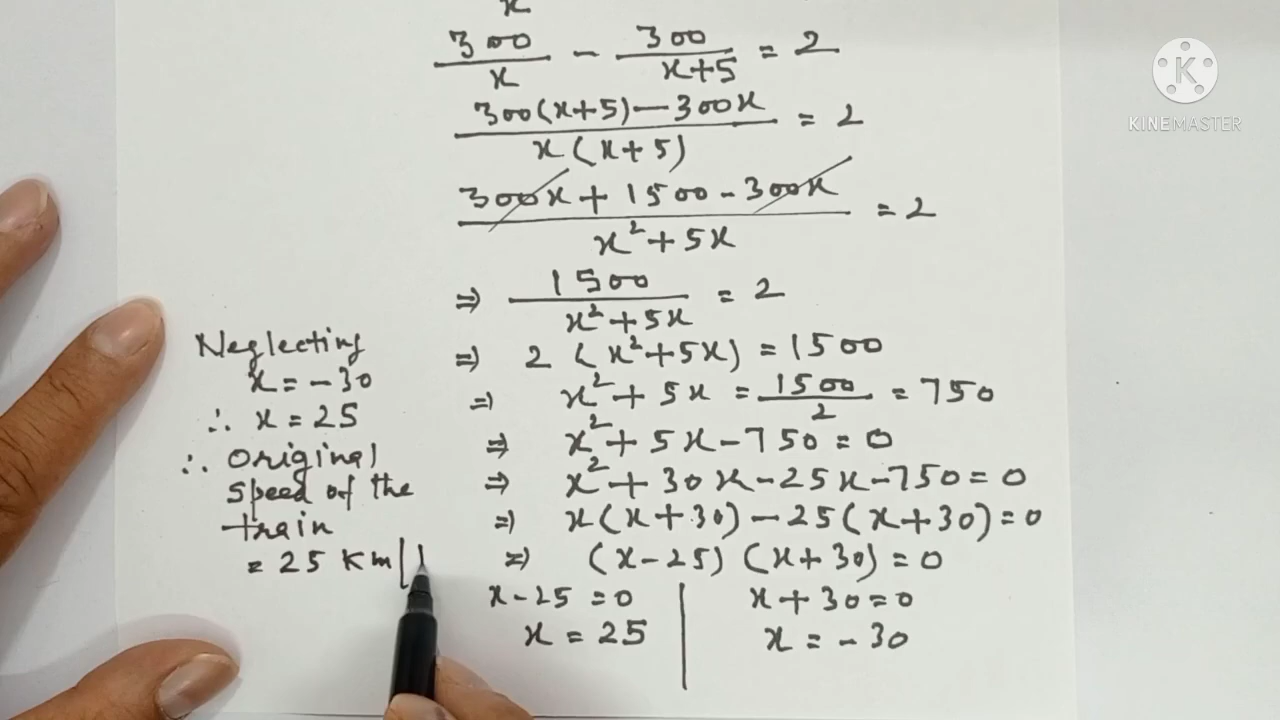 x
300/x - 300/x+5 = 2
300(x+5)-300x / x(x+5) = 2
300x + 1500 - 300x / x²+5x = 2
⇒ 1500 / x²+5x = 2
⇒ 2 (x²+5x) = 1500
⇒ x² + 5x = 1500/2 = 750
⇒ x² + 5x - 750 = 0
⇒ x² + 30x - 25x - 750 = 0
⇒ x(x+30) - 25(x+30) = 0
⇒ (x-25) (x+30) = 0
x - 25 = 0
x = 25
x + 30 = 0
x = - 30
Neglecting
x = - 30
∴ x = 25
∴ Original
Speed of the
train
= 25 Km/
K
KINEMASTER